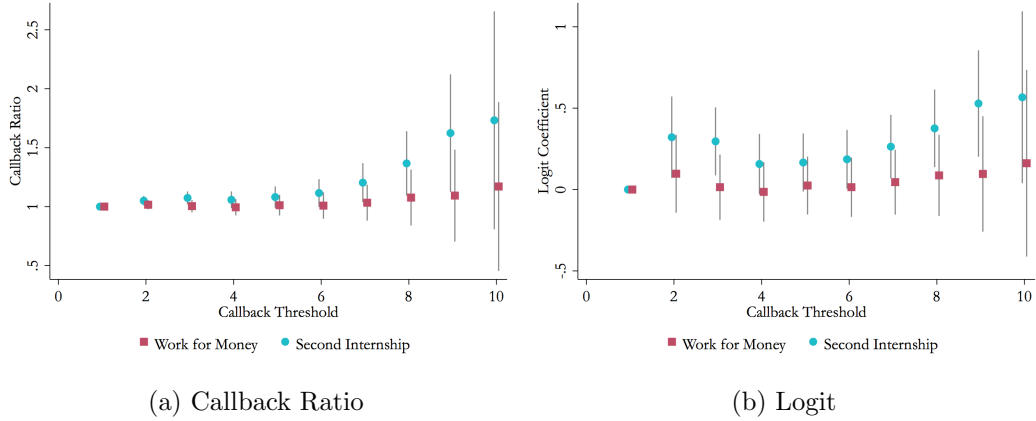 Callback Ratio
2.5
2
1.5
1
.5
0 2 4 6 8 10
Callback Threshold
Work for Money Second Internship
(a) Callback Ratio
Logit Coefficient
1
.5
0
-.5
0 2 4 6 8 10
Callback Threshold
Work for Money Second Internship
(b) Logit